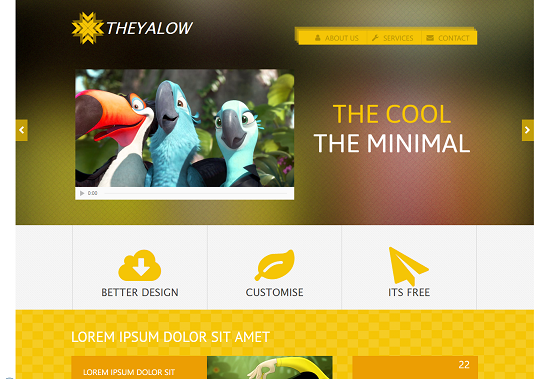 THEYALOW
ABOUT US SERVICES CONTACT
0:00
THE COOL
THE MINIMAL
BETTER DESIGN
CUSTOMISE
ITS FREE
LOREM IPSUM DOLOR SIT AMET
LOREM IPSUM DOLOR SIT
22